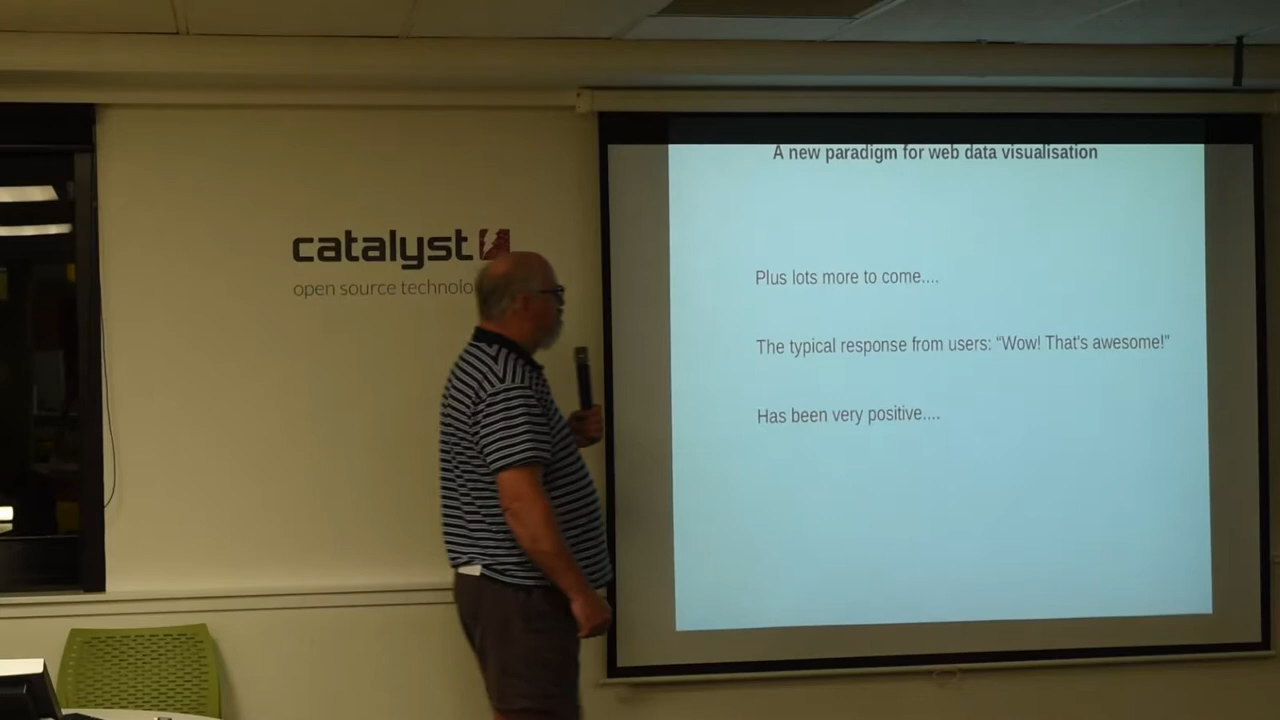 catalyst
open source
A new paradigm for web data visualisation
Plus lots more to come....
The typical response from users: “Wow! That's awesome!”
Has been very positive....